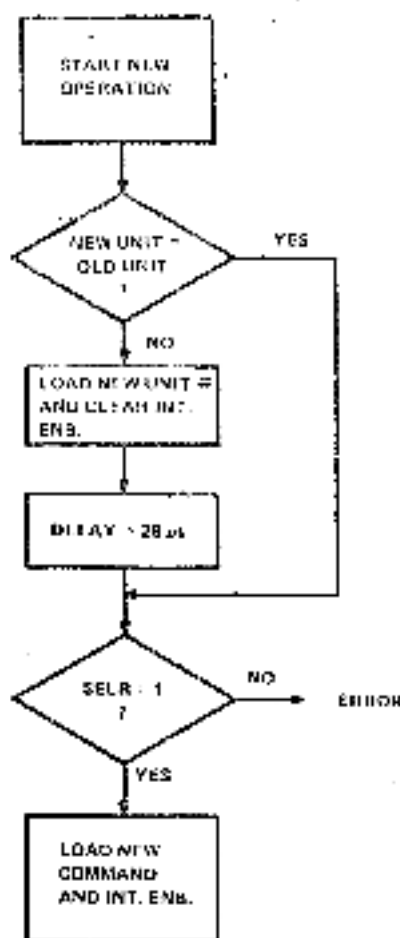 START NEW
OPERATION
NEW UNIT =
OLD UNIT
?
YES
NO
LOAD NEW UNIT #
AND CLEAR INT.
ENB.
DELAY > 28 µs
SELR = 1
?
NO
ERROR
YES
LOAD NEW
COMMAND
AND INT. ENB.